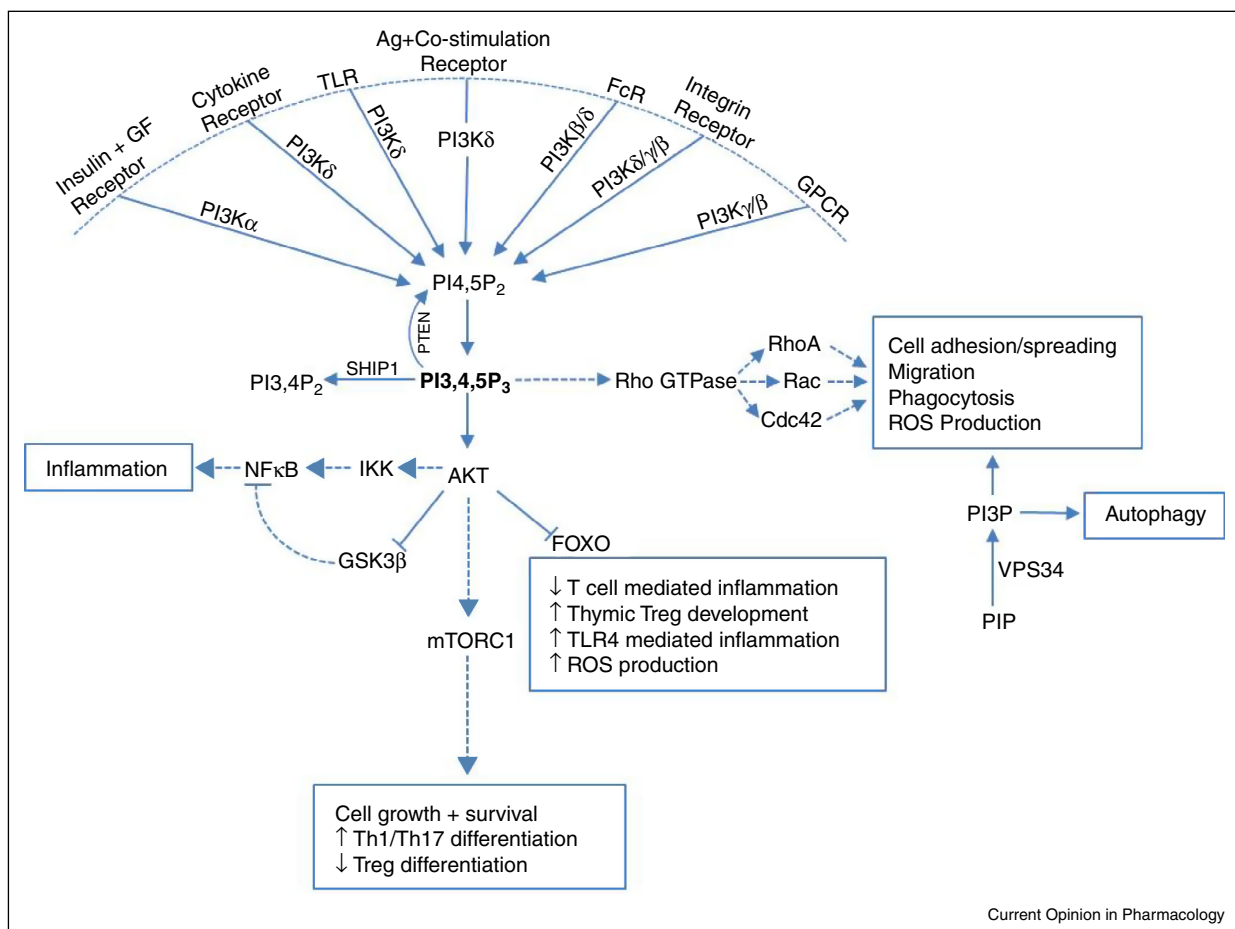 Ag+Co-stimulation
Receptor
TLR
FcR
Cytokine
Receptor
Integrin
Receptor
Insulin + GF
Receptor
GPCR
PI3Kα
PI3Kδ
PI3Kδ
PI3Kδ
PI3Kβ/δ
PI3Kδ/γ/β
PI3Kγ/β
PI4,5P2
PTEN
SHIP1
PI3,4P2
PI3,4,5P3
Rho GTPase
RhoA
Rac
Cdc42
Cell adhesion/spreading
Migration
Phagocytosis
ROS Production
Inflammation
NFκB
IKK
AKT
GSK3β
FOXO
↓ T cell mediated inflammation
↑ Thymic Treg development
↑ TLR4 mediated inflammation
↑ ROS production
PI3P
Autophagy
VPS34
PIP
mTORC1
Cell growth + survival
↑ Th1/Th17 differentiation
↓ Treg differentiation
Current Opinion in Pharmacology